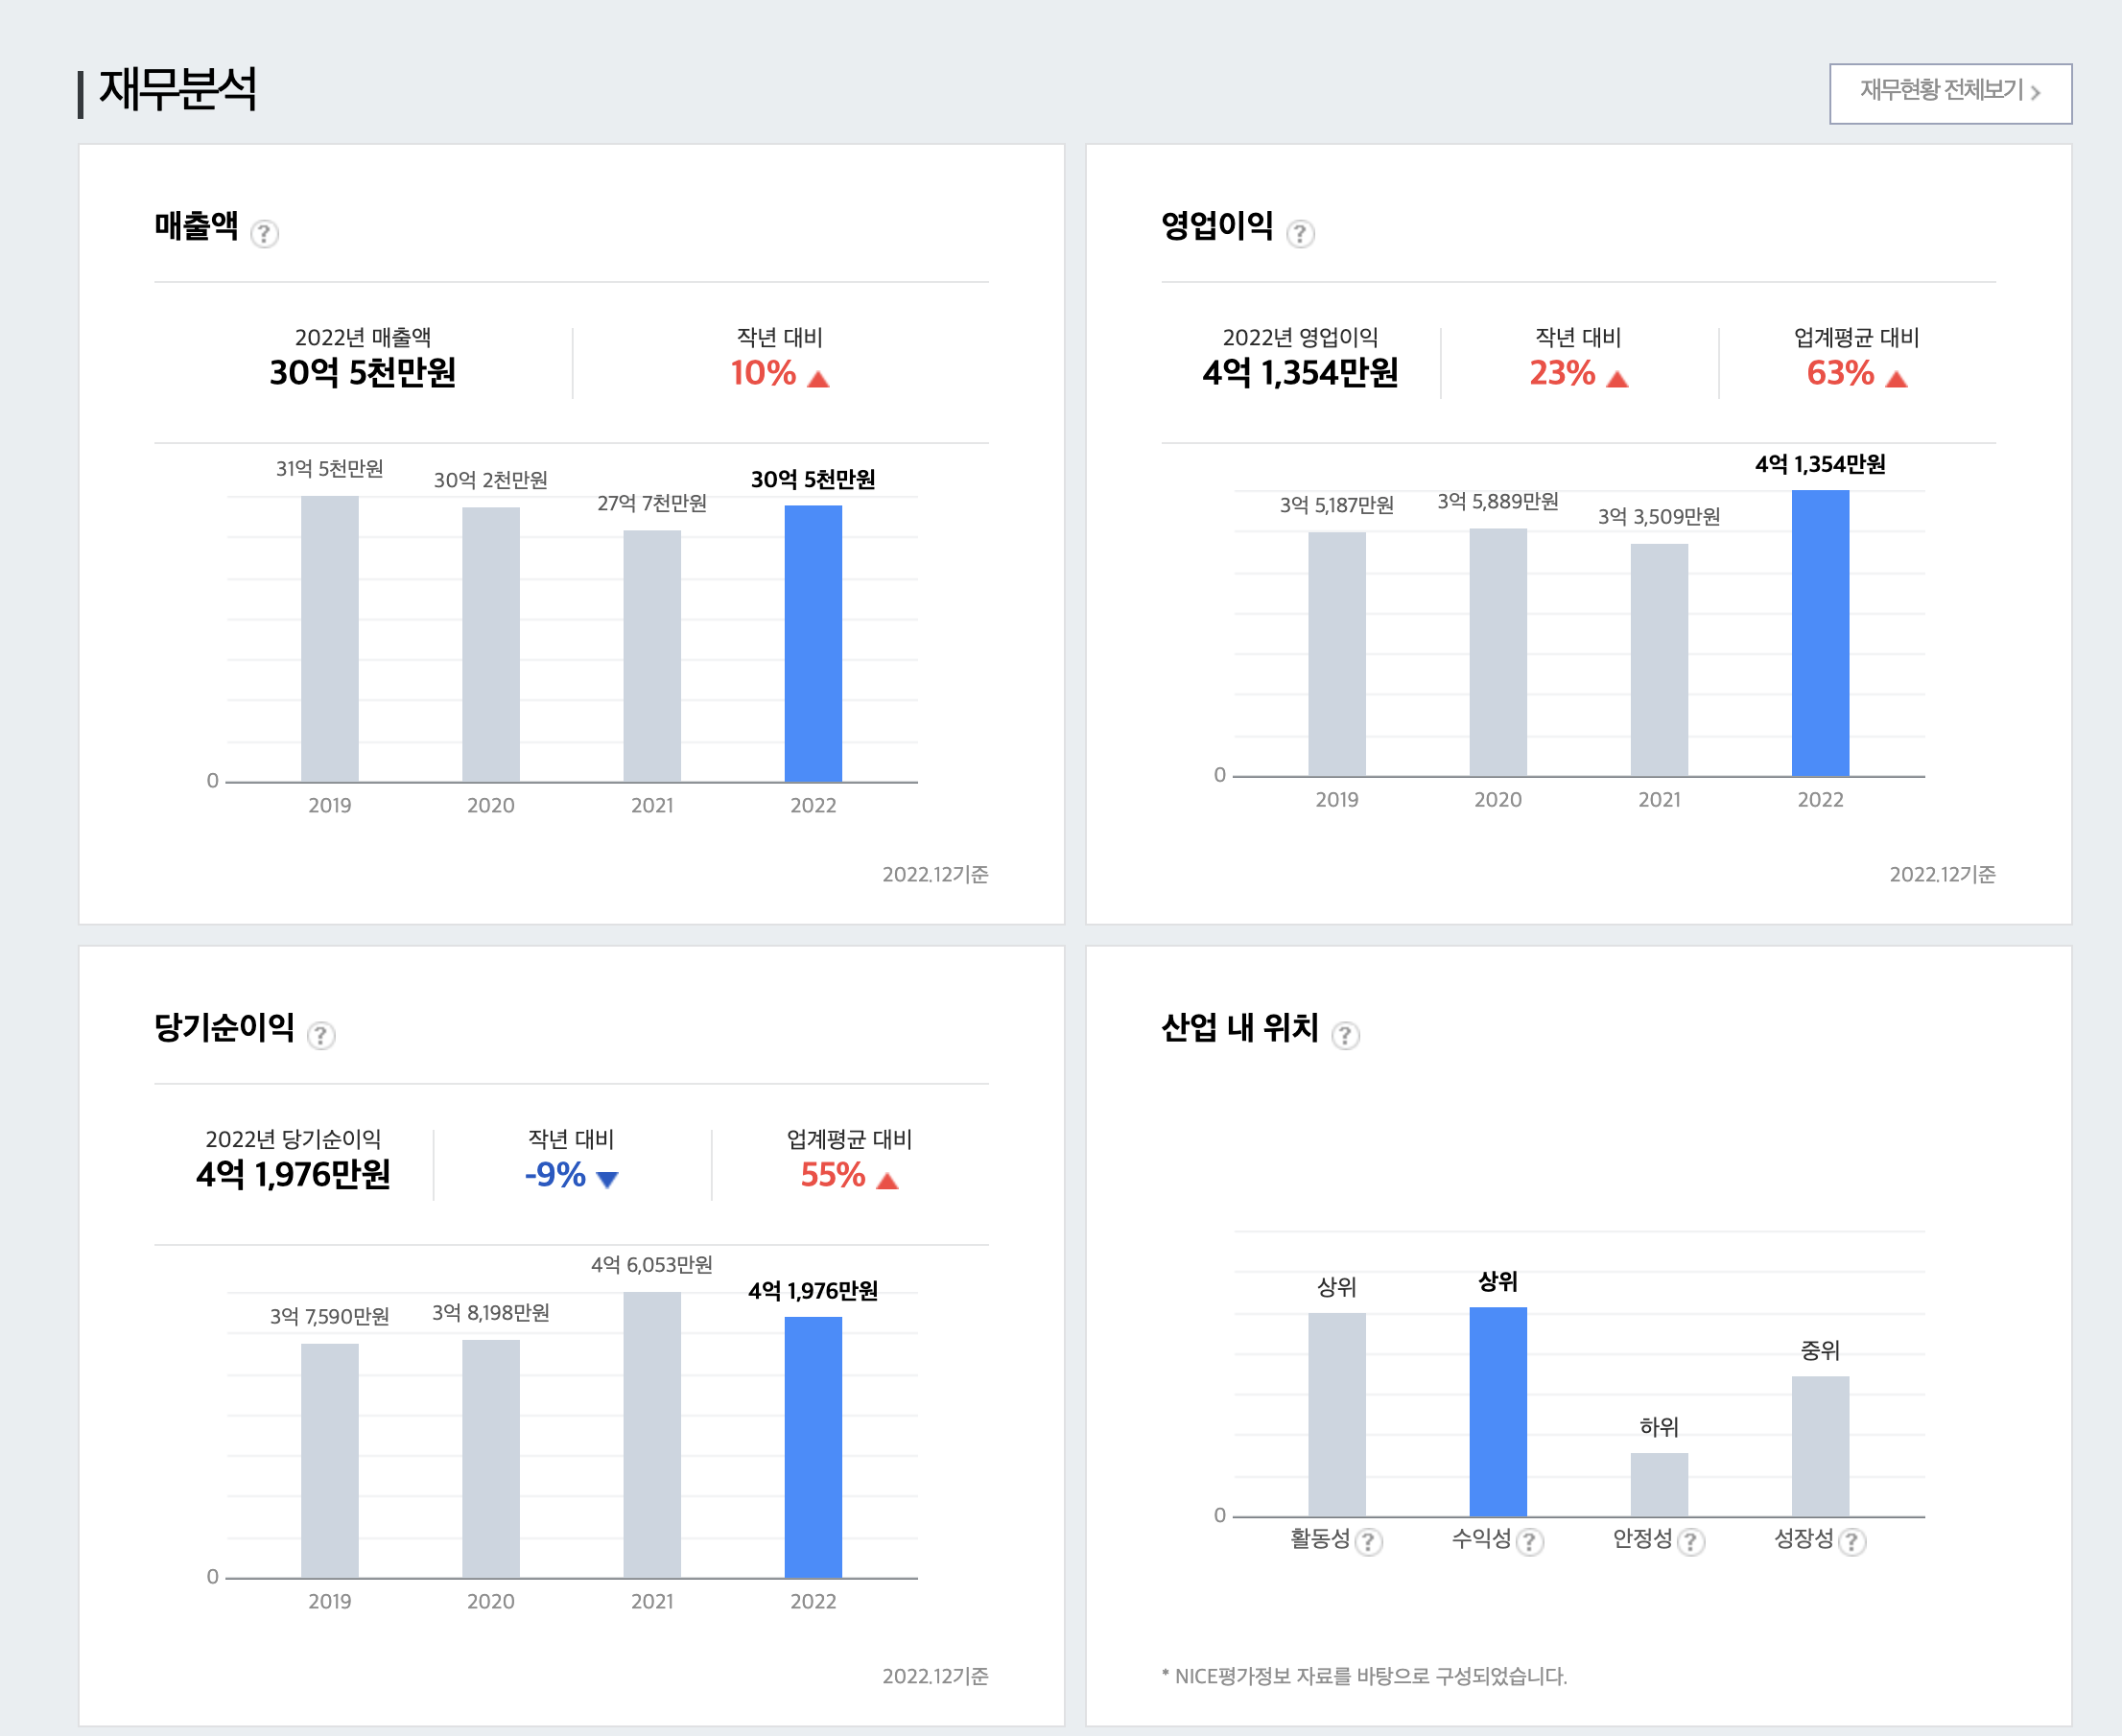 재무분석
재무현황 전체보기 >
매출액 ?
2022년 매출액
30억 5천만원
작년 대비
10% ▲
31억 5천만원
30억 2천만원
27억 7천만원
30억 5천만원
0
2019 2020 2021 2022
2022.12기준
영업이익 ?
2022년 영업이익
4억 1,354만원
작년 대비
23% ▲
업계평균 대비
63% ▲
3억 5,187만원
3억 5,889만원
3억 3,509만원
4억 1,354만원
0
2019 2020 2021 2022
2022.12기준
당기순이익 ?
2022년 당기순이익
4억 1,976만원
작년 대비
-9% ▼
업계평균 대비
55% ▲
3억 7,590만원
3억 8,198만원
4억 6,053만원
4억 1,976만원
0
2019 2020 2021 2022
2022.12기준
산업 내 위치 ?
상위
상위
하위
중위
0
활동성 ? 수익성 ? 안정성 ? 성장성 ?
* NICE평가정보 자료를 바탕으로 구성되었습니다.